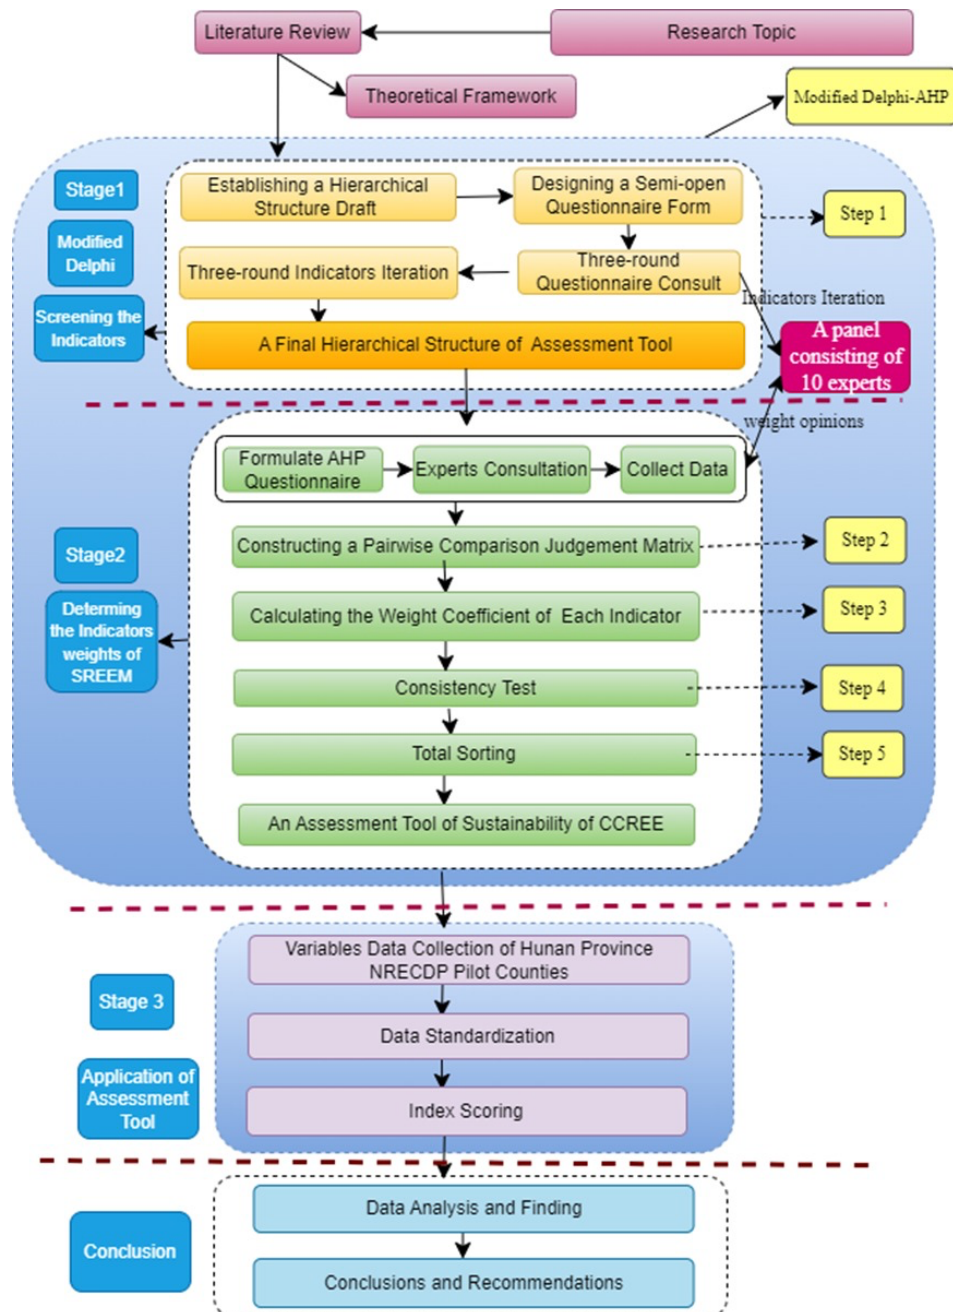 Literature Review
Research Topic
Theoretical Framework
Modified Delphi-AHP
Stage1
Establishing a Hierarchical
Structure Draft
Designing a Semi-open
Questionnaire Form
Step 1
Modified
Delphi
Three-round Indicators Iteration
Three-round
Questionnaire Consult
Indicators Iteration
Screening the
Indicators
A Final Hierarchical Structure of Assessment Tool
A panel
consisting of
10 experts
weight opinions
Formulate AHP
Questionnaire
Experts Consultation
Collect Data
Stage2
Constructing a Pairwise Comparison Judgement Matrix
Step 2
Determing
the Indicators
weights of
SREEM
Calculating the Weight Coefficient of Each Indicator
Step 3
Consistency Test
Step 4
Total Sorting
Step 5
An Assessment Tool of Sustainability of CCREE
Variables Data Collection of Hunan Province
NRECDP Pilot Counties
Stage 3
Data Standardization
Application of
Assessment
Tool
Index Scoring
Data Analysis and Finding
Conclusion
Conclusions and Recommendations